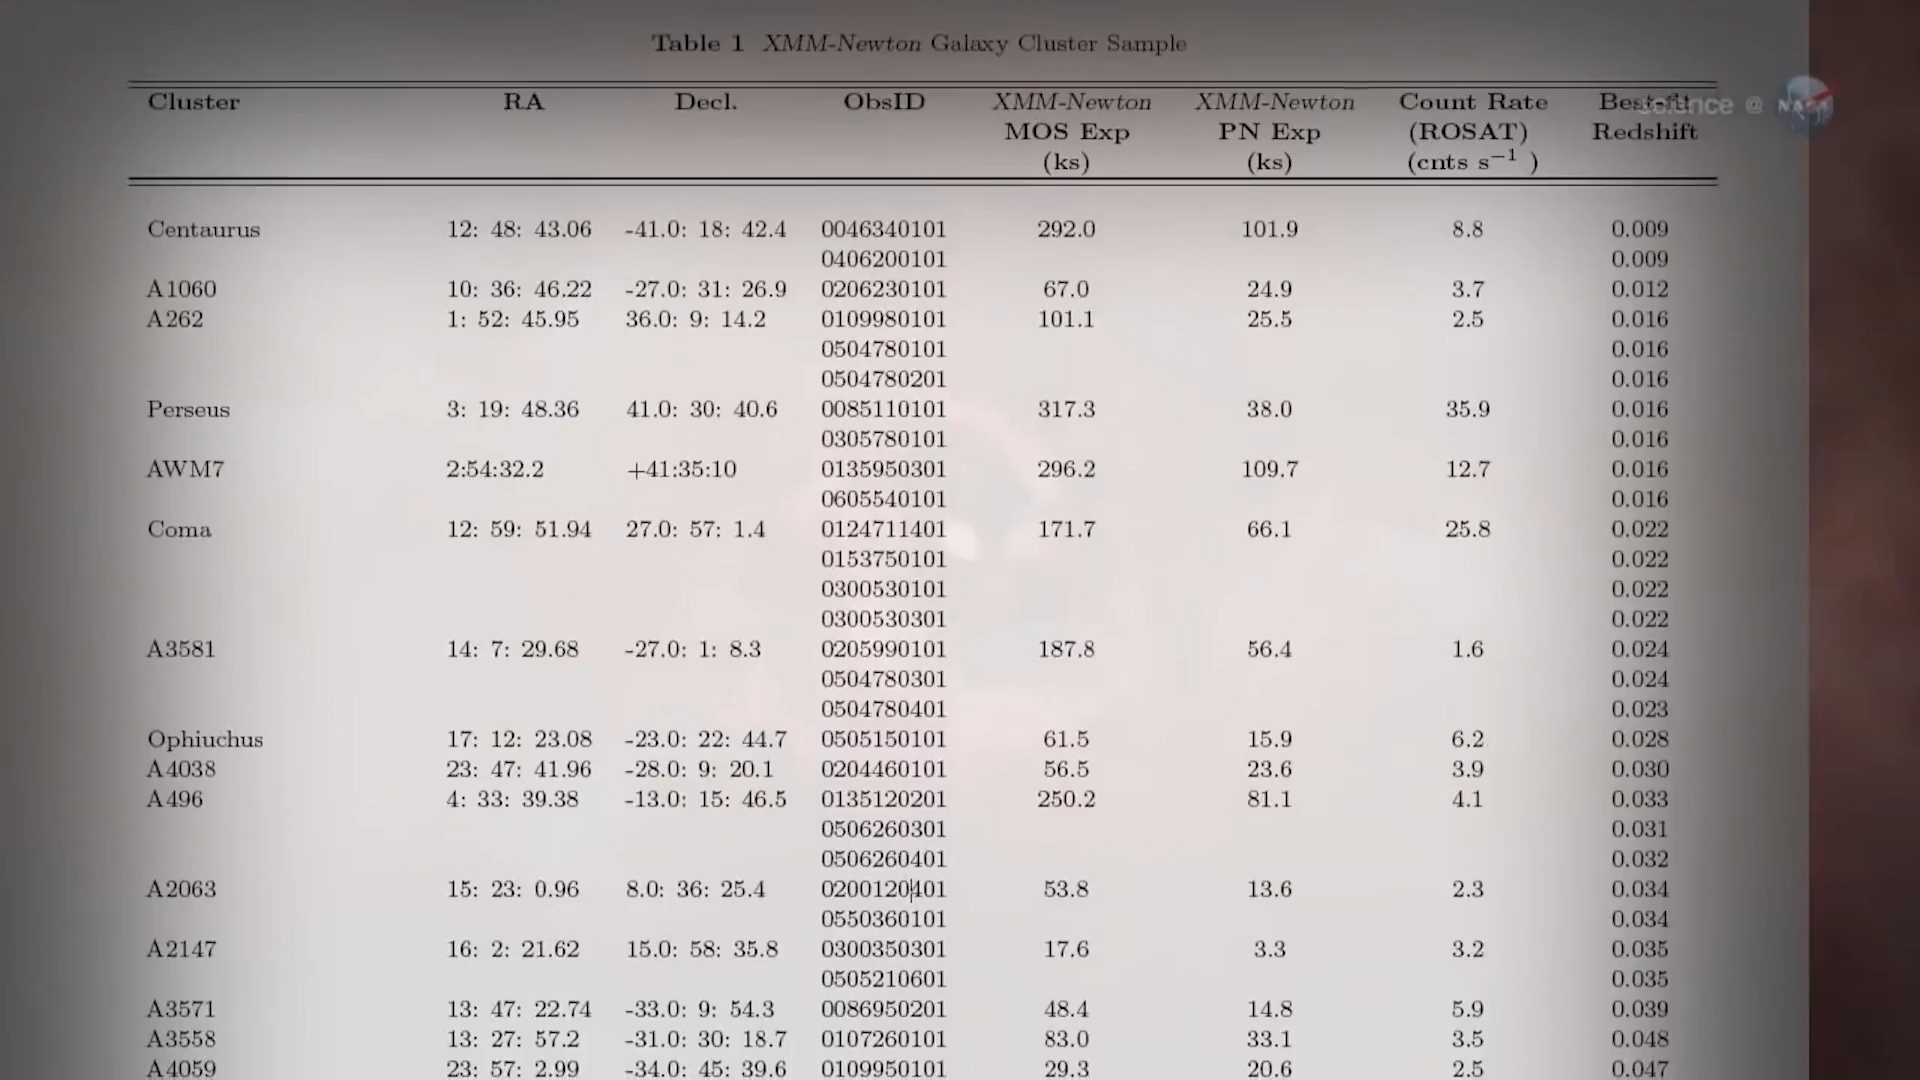 Table 1 XMM-Newton Galaxy Cluster Sample
Cluster RA Decl. ObsID XMM-Newton XMM-Newton Count Rate Best-fit
science @ NASA
MOS Exp PN Exp (ROSAT) Redshift
(ks) (ks) (cnts s−1 )
Centaurus 12: 48: 43.06 -41.0: 18: 42.4 0046340101 292.0 101.9 8.8 0.009
0406200101 0.009
A1060 10: 36: 46.22 -27.0: 31: 26.9 0206230101 67.0 24.9 3.7 0.012
A262 1: 52: 45.95 36.0: 9: 14.2 0109980101 101.1 25.5 2.5 0.016
0504780101 0.016
0504780201 0.016
Perseus 3: 19: 48.36 41.0: 30: 40.6 0085110101 317.3 38.0 35.9 0.016
0305780101 0.016
AWM7 2:54:32.2 +41:35:10 0135950301 296.2 109.7 12.7 0.016
0605540101 0.016
Coma 12: 59: 51.94 27.0: 57: 1.4 0124711401 171.7 66.1 25.8 0.022
0153750101 0.022
0300530101 0.022
0300530301 0.022
A3581 14: 7: 29.68 -27.0: 1: 8.3 0205990101 187.8 56.4 1.6 0.024
0504780301 0.024
0504780401 0.023
Ophiuchus 17: 12: 23.08 -23.0: 22: 44.7 0505150101 61.5 15.9 6.2 0.028
A4038 23: 47: 41.96 -28.0: 9: 20.1 0204460101 56.5 23.6 3.9 0.030
A496 4: 33: 39.38 -13.0: 15: 46.5 0135120201 250.2 81.1 4.1 0.033
0506260301 0.031
0506260401 0.032
A2063 15: 23: 0.96 8.0: 36: 25.4 0200120401 53.8 13.6 2.3 0.034
0550360101 0.034
A2147 16: 2: 21.62 15.0: 58: 35.8 0300350301 17.6 3.3 3.2 0.035
0505210601 0.035
A3571 13: 47: 22.74 -33.0: 9: 54.3 0086950201 48.4 14.8 5.9 0.039
A3558 13: 27: 57.2 -31.0: 30: 18.7 0107260101 83.0 33.1 3.5 0.048
A4059 23: 57: 2.99 -34.0: 45: 39.6 0109950101 29.3 20.6 2.5 0.047